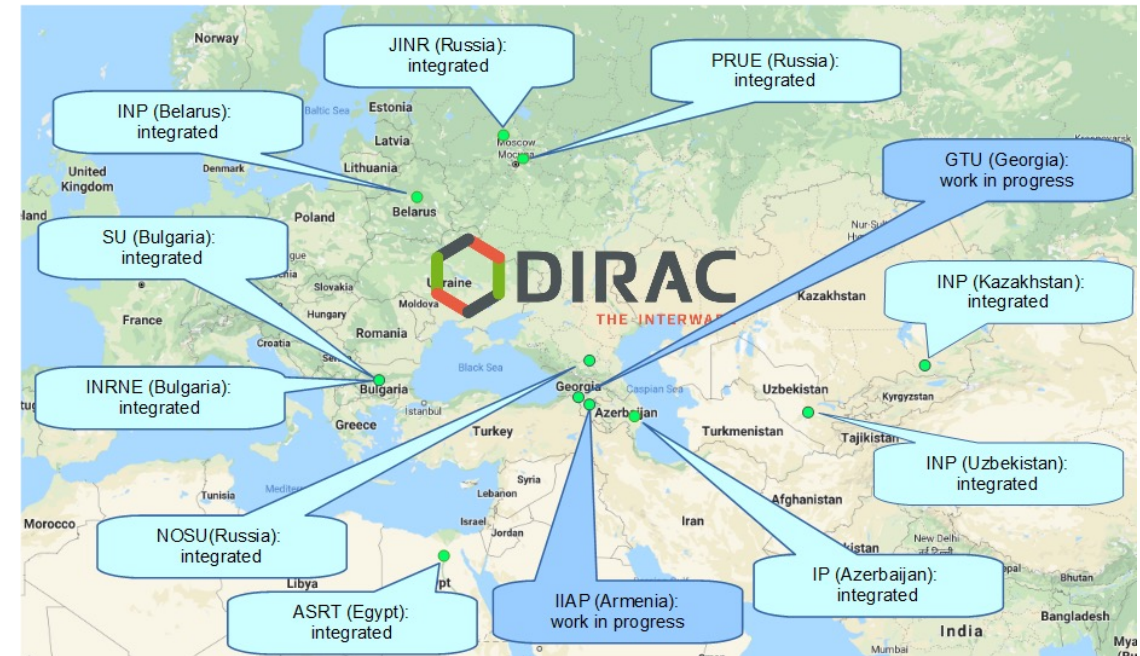 Norway
JINR (Russia):
integrated
PRUE (Russia):
integrated
INP (Belarus):
integrated
Baltic Sea
Estonia
Latvia
Lithuania
Moscow
Москва
Krasnoyarsk
United
Kingdom
Denmark
GTU (Georgia):
work in progress
Belarus
Poland
SU (Bulgaria):
integrated
DIRAC
THE INTERWARE
Slovakia
Moldova
Hungary
France
Croatia
Romania
Kazakhstan
INP (Kazakhstan):
integrated
Black Sea
INRNE (Bulgaria):
integrated
Bulgaria
Georgia
Caspian Sea
Uzbekistan
Kyrgyzstan
Istanbul
Greece
Turkey
Azerbaijan
Turkmenistan
Tajikistan
INP (Uzbekistan):
integrated
Syria
Lebanon
Tunisia
Afghanistan
Morocco
Israel
Jordan
Iran
NOSU(Russia):
integrated
New Delhi
Libya
IP (Azerbaijan):
integrated
Bhutan
ASRT (Egypt):
integrated
IIAP (Armenia):
work in progress
Bangladesh
India
Mumbai